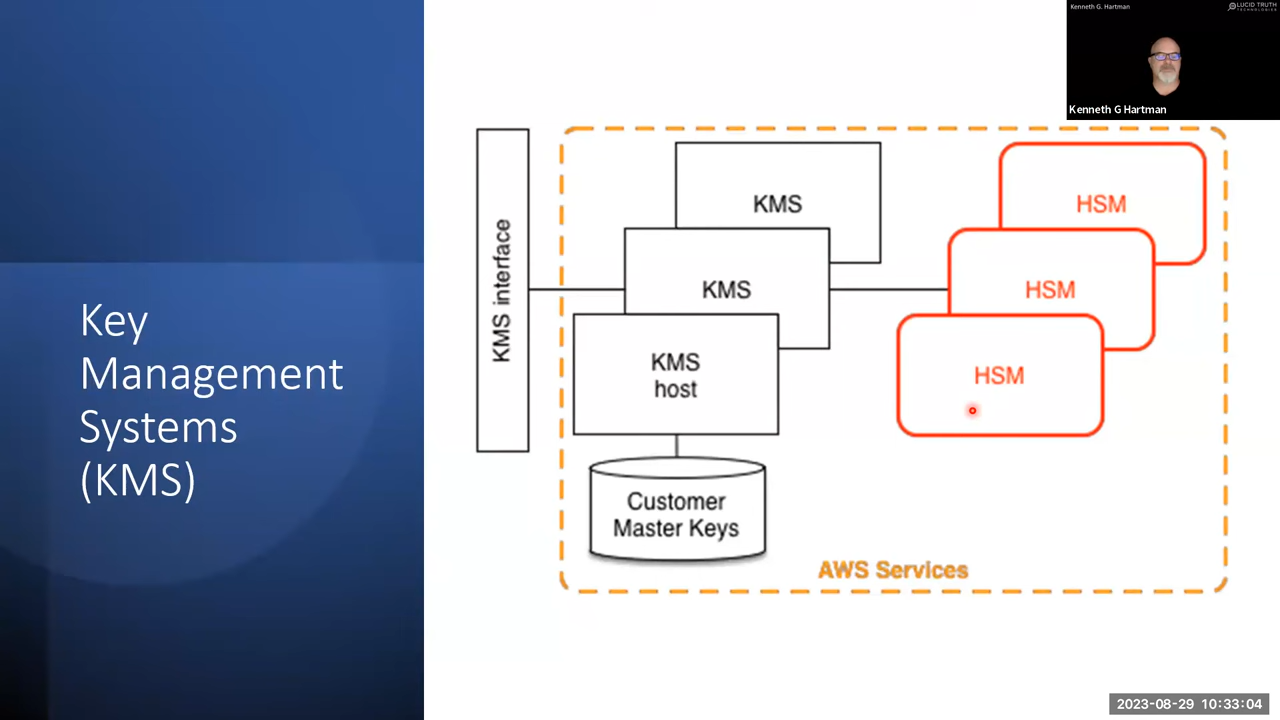 Kenneth G. Hartman
LUCID TRUTH
TECHNOLOGIES
Kenneth G Hartman
Key
Management
Systems
(KMS)
KMS interface
KMS
KMS
KMS
host
Customer
Master Keys
HSM
HSM
HSM
AWS Services
2023-08-29 10:33:04